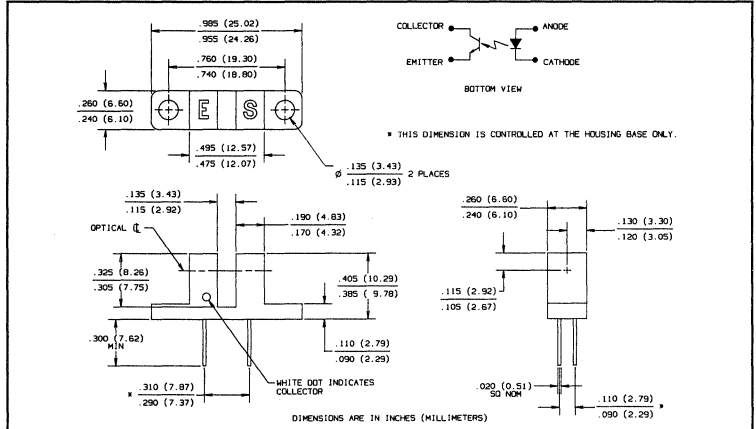 .985 (25.02)
.955 (24.26)
.760 (19.30)
.740 (18.80)
.260 (6.60)
.240 (6.10)
E S
.495 (12.57)
.475 (12.07)
Ø .135 (3.43)
.115 (2.93) 2 PLACES
COLLECTOR
ANODE
EMITTER
CATHODE
BOTTOM VIEW
* THIS DIMENSION IS CONTROLLED AT THE HOUSING BASE ONLY.
.135 (3.43)
.115 (2.92)
.190 (4.83)
.170 (4.32)
OPTICAL ℄
.325 (8.26)
.305 (7.75)
.405 (10.29)
.385 ( 9.78)
.300 (7.62)
MIN
.110 (2.79)
.090 (2.29)
* .310 (7.87)
.290 (7.37)
WHITE DOT INDICATES
COLLECTOR
.260 (6.60)
.240 (6.10)
.130 (3.30)
.120 (3.05)
.115 (2.92)
.105 (2.67)
.020 (0.51)
SQ NOM
.110 (2.79)
.090 (2.29) *
DIMENSIONS ARE IN INCHES (MILLIMETERS)